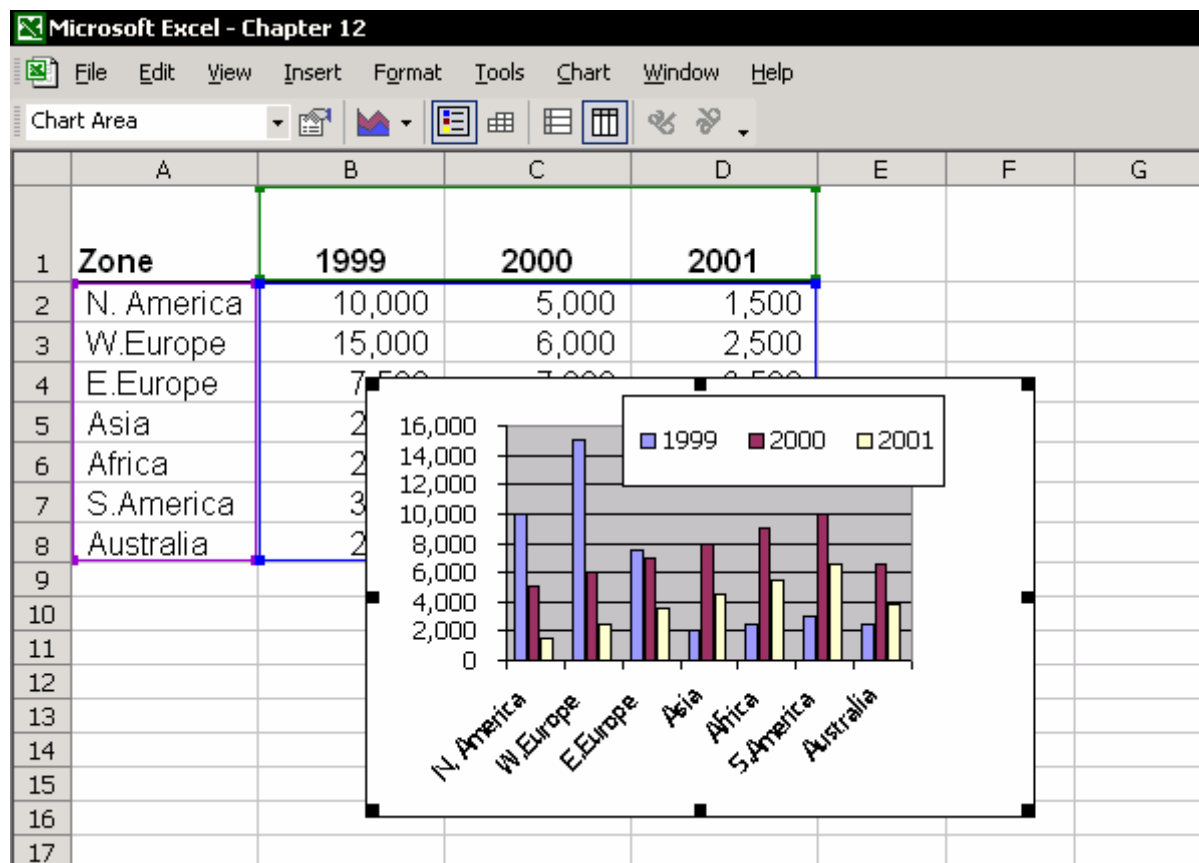 Microsoft Excel - Chapter 12
File Edit View Insert Format Tools Chart Window Help
Chart Area
A B C D E F G
1 Zone 1999 2000 2001
2 N. America 10,000 5,000 1,500
3 W.Europe 15,000 6,000 2,500
4 E.Europe
5 Asia 2
6 Africa 2
7 S.America 3
8 Australia 2
9
10
11
12
13
14
15
16
17
1999 2000 2001
16,000
14,000
12,000
10,000
8,000
6,000
4,000
2,000
0
N. America W.Europe E.Europe Asia Africa S.America Australia